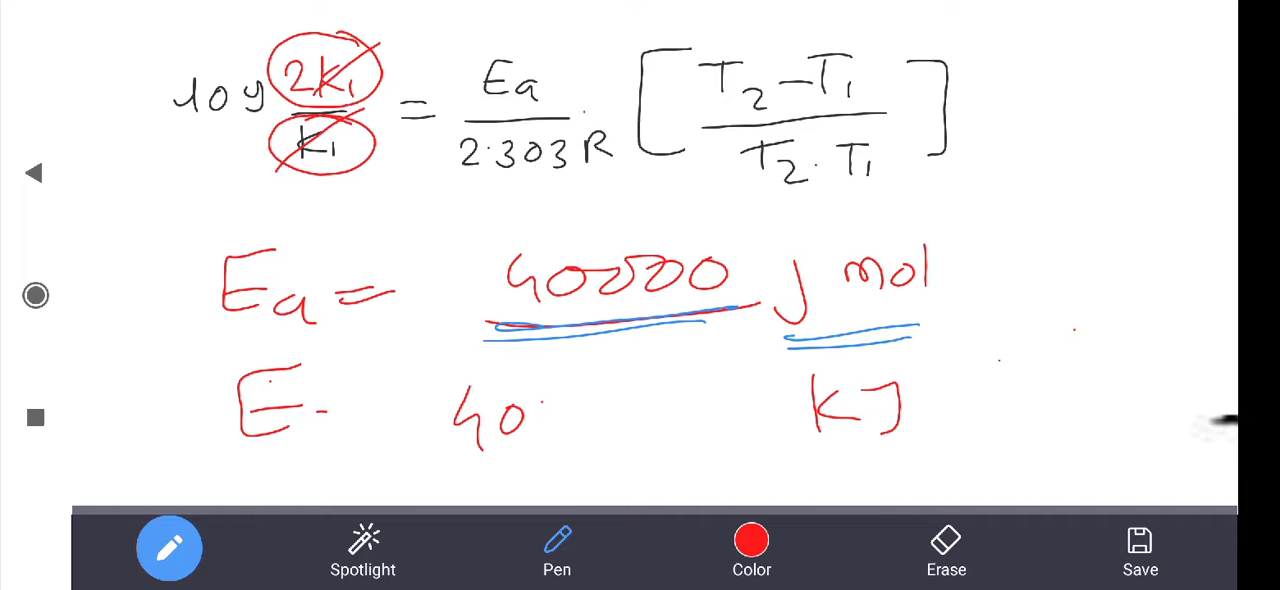 log 2K₁/K₁ = Ea/2.303R [T₂-T₁/T₂.T₁]
Ea = 40000 J mol
E- 40 KJ
Spotlight Pen Color Erase Save